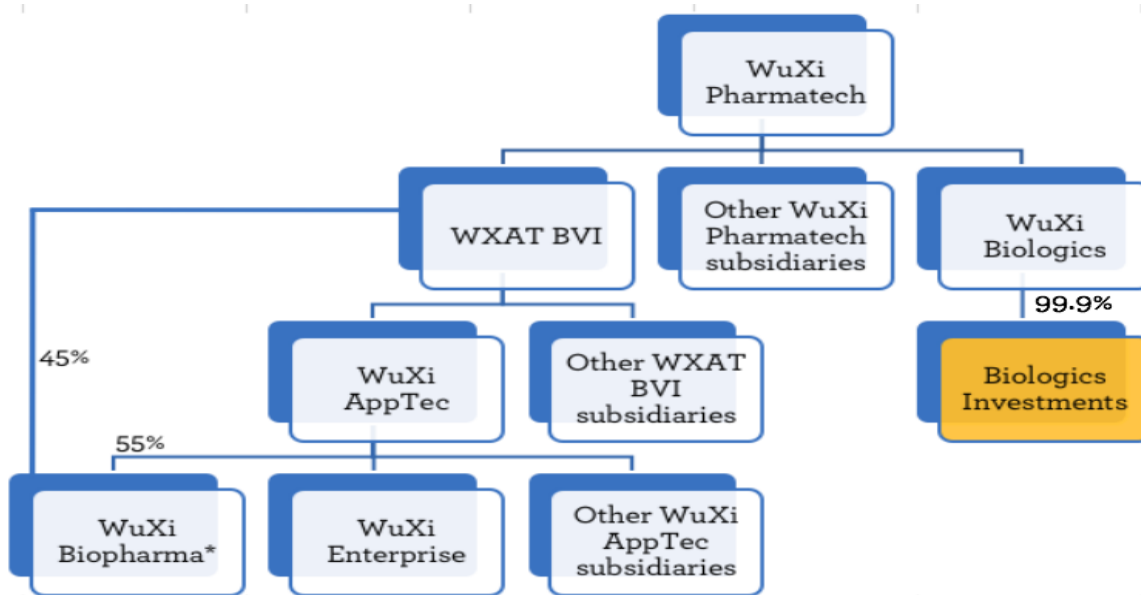 WuXi
Pharmatech
WXAT BVI
Other WuXi
Pharmatech
subsidiaries
WuXi
Biologics
99.9%
45%
WuXi
AppTec
Other WXAT
BVI
subsidiaries
Biologics
Investments
55%
WuXi
Biopharma*
WuXi
Enterprise
Other WuXi
AppTec
subsidiaries